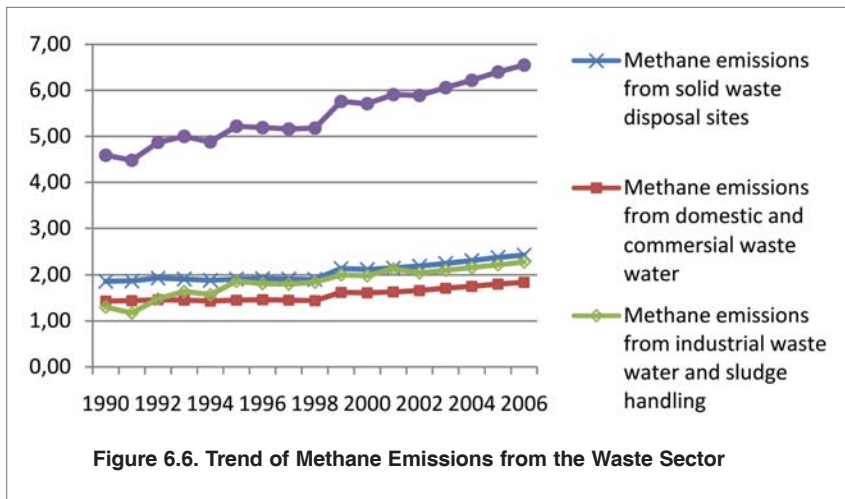 7,00
6,00
5,00
4,00
3,00
2,00
1,00
0,00
1990 1992 1994 1996 1998 2000 2002 2004 2006
Methane emissions
from solid waste
disposal sites
Methane emissions
from domestic and
commersial waste
water
Methane emissions
from industrial waste
water and sludge
handling
Figure 6.6. Trend of Methane Emissions from the Waste Sector